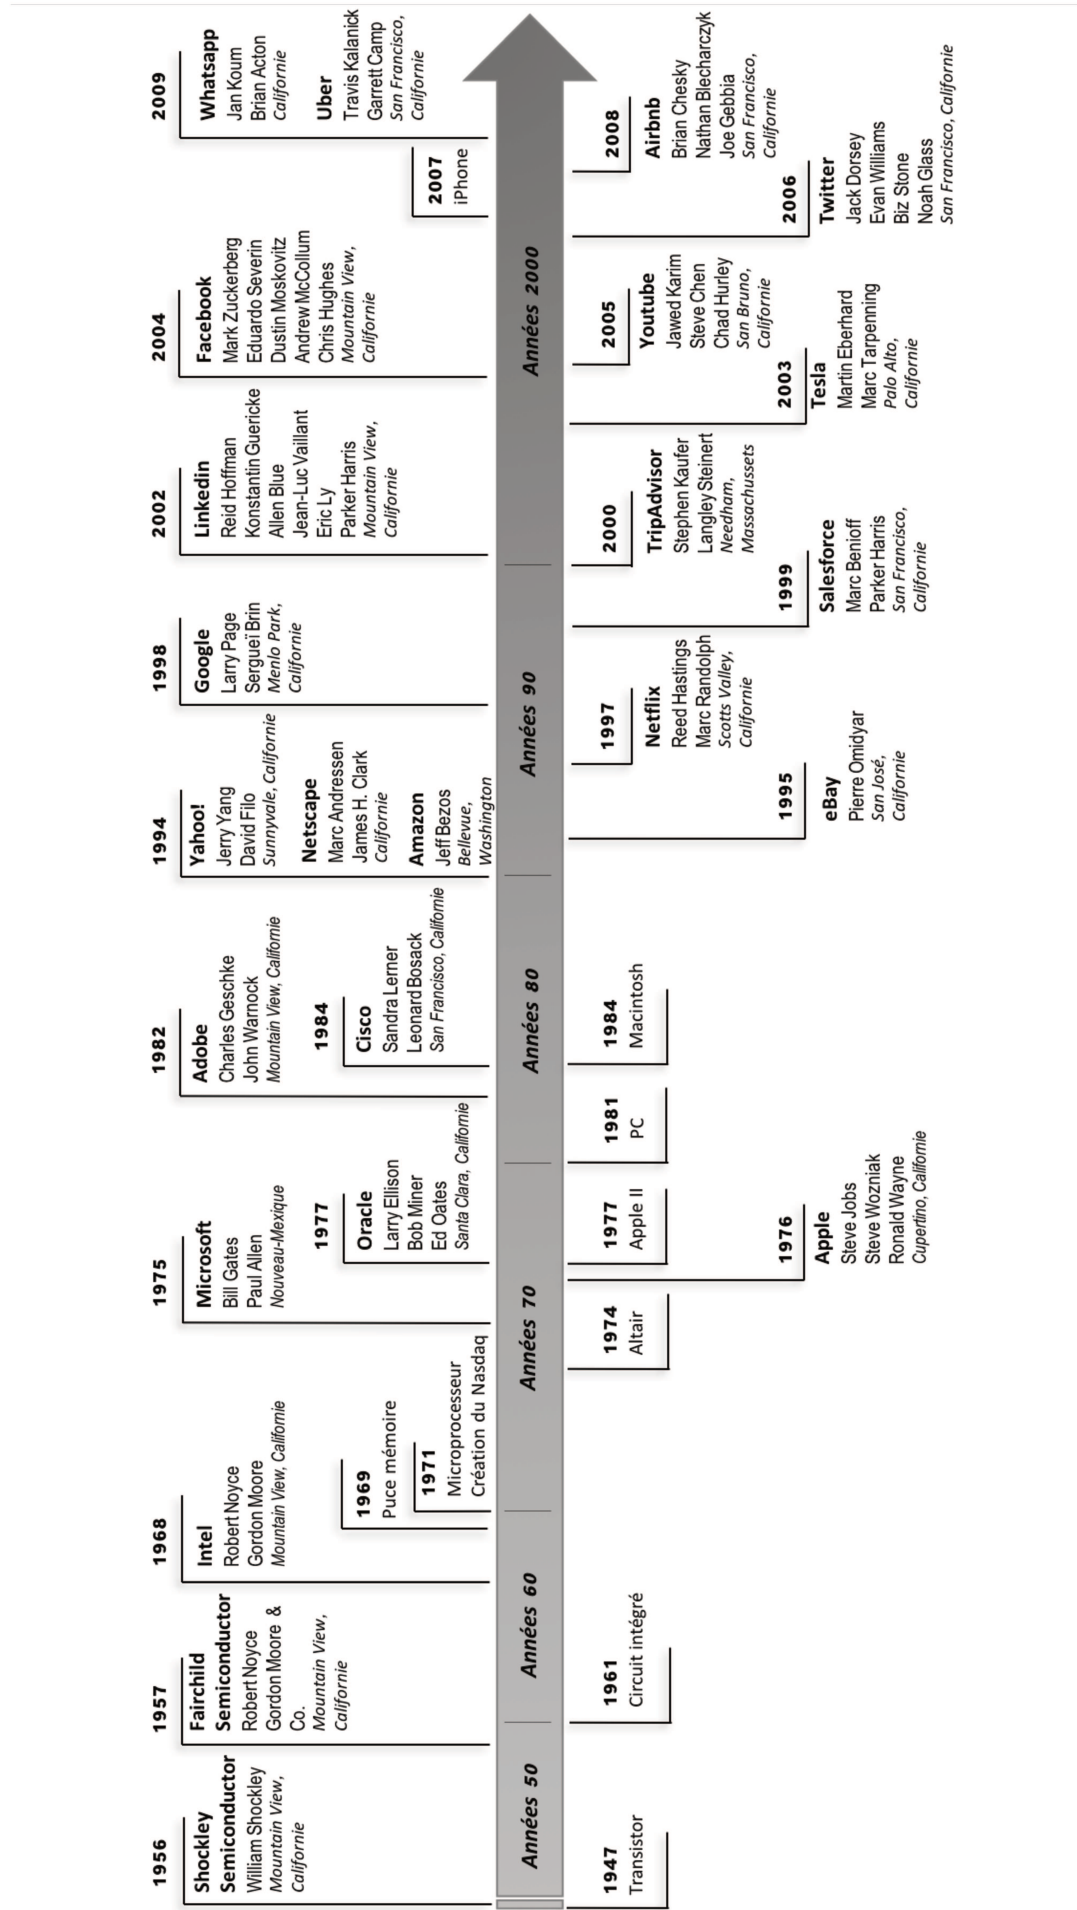 1956
Shockley
Semiconductor
William Shockley
Mountain View,
Californie
1957
Fairchild
Semiconductor
Robert Noyce
Gordon Moore &
Co.
Mountain View,
Californie
1968
Intel
Robert Noyce
Gordon Moore
Mountain View, Californie
1969
Puce mémoire
1971
Microprocesseur
Création du Nasdaq
1975
Microsoft
Bill Gates
Paul Allen
Nouveau-Mexique
1977
Oracle
Larry Ellison
Bob Miner
Ed Oates
Santa Clara, Californie
1982
Adobe
Charles Geschke
John Warnock
Mountain View, Californie
1984
Cisco
Sandra Lerner
Leonard Bosack
San Francisco, Californie
1994
Yahoo!
Jerry Yang
David Filo
Sunnyvale, Californie
Netscape
Marc Andressen
James H. Clark
Californie
Amazon
Jeff Bezos
Bellevue,
Washington
1998
Google
Larry Page
Sergueï Brin
Menlo Park,
Californie
2002
Linkedin
Reid Hoffman
Konstantin Guericke
Allen Blue
Jean-Luc Vaillant
Eric Ly
Parker Harris
Mountain View,
Californie
2004
Facebook
Mark Zuckerberg
Eduardo Severin
Dustin Moskovitz
Andrew McCollum
Chris Hughes
Mountain View,
Californie
2007
iPhone
2009
Whatsapp
Jan Koum
Brian Acton
Californie
Uber
Travis Kalanick
Garrett Camp
San Francisco,
Californie
Années 50
Années 60
Années 70
Années 80
Années 90
Années 2000
1947
Transistor
1961
Circuit intégré
1974
Altair
1976
Apple
Steve Jobs
Steve Wozniak
Ronald Wayne
Cupertino, Californie
1977
Apple II
1981
PC
1984
Macintosh
1995
eBay
Pierre Omidyar
San José,
Californie
1997
Netflix
Reed Hastings
Marc Randolph
Scotts Valley,
Californie
1999
Salesforce
Marc Benioff
Parker Harris
San Francisco,
Californie
2000
TripAdvisor
Stephen Kaufer
Langley Steinert
Needham,
Massachussets
2003
Tesla
Martin Eberhard
Marc Tarpenning
Palo Alto,
Californie
2005
Youtube
Jawed Karim
Steve Chen
Chad Hurley
San Bruno,
Californie
2006
Twitter
Jack Dorsey
Evan Williams
Biz Stone
Noah Glass
San Francisco, Californie
2008
Airbnb
Brian Chesky
Nathan Blecharczyk
Joe Gebbia
San Francisco,
Californie